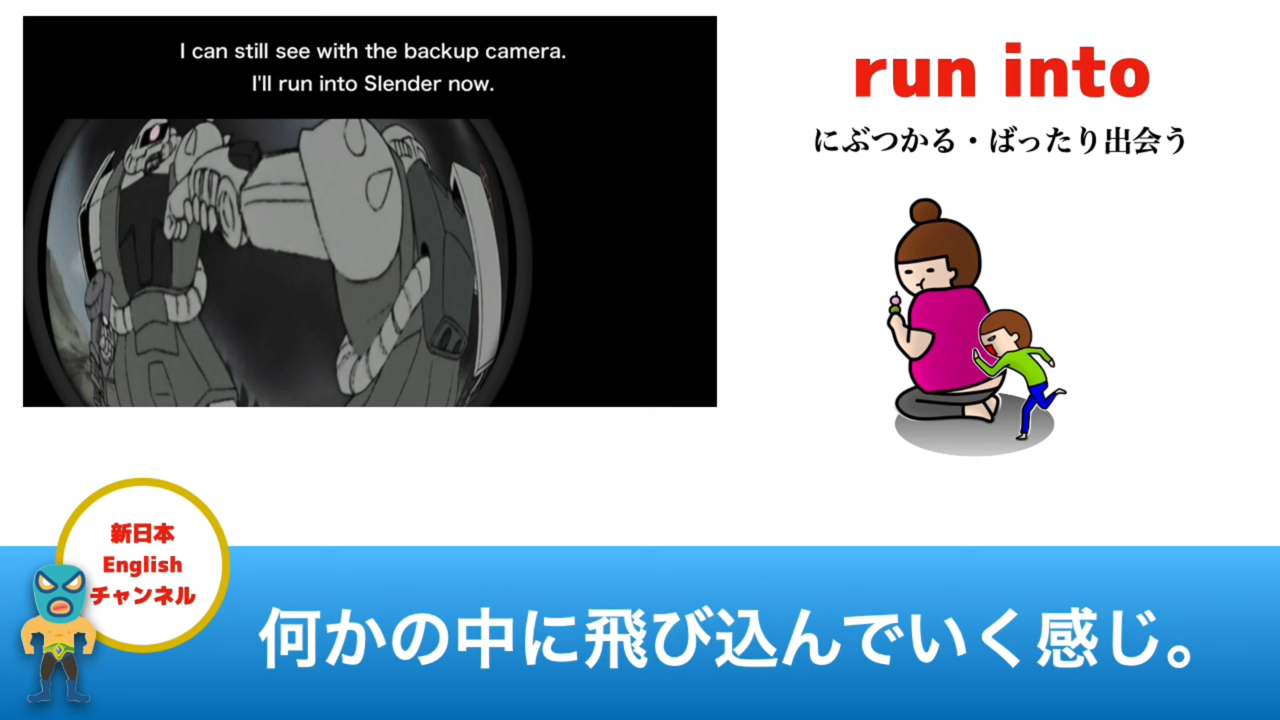 I can still see with the backup camera.
I'll run into Slender now.
run into
にぶつかる・ばったり出会う
新日本
English
チャンネル
何かの中に飛び込んでいく感じ。